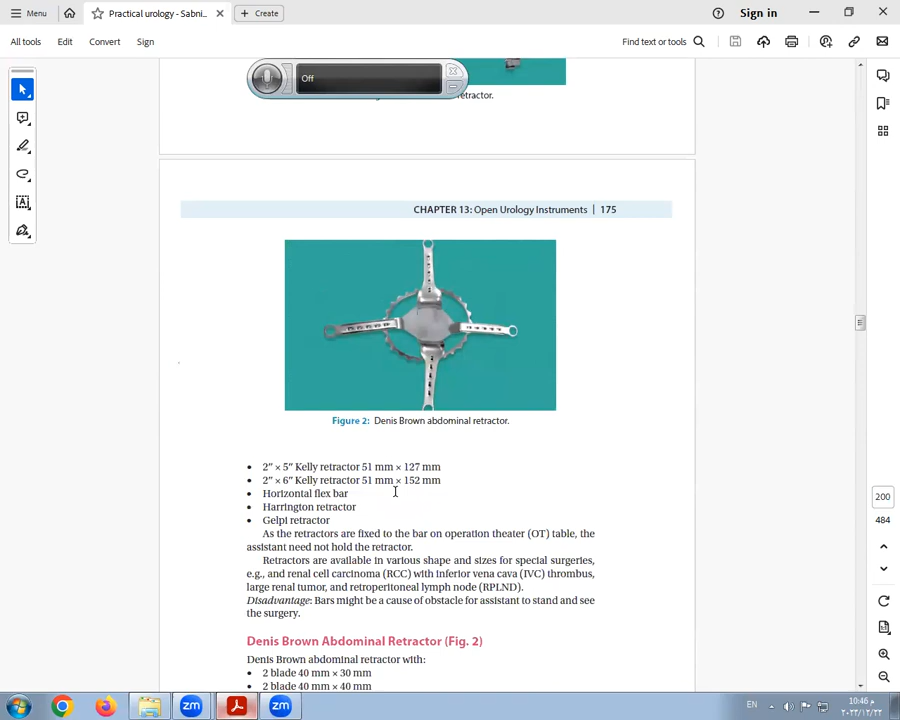 Menu
Practical urology - Sabni...
Create
Sign in
All tools
Edit
Convert
Sign
Find text or tools
Off
retractor.
CHAPTER 13: Open Urology Instruments | 175
Figure 2: Denis Brown abdominal retractor.
• 2" × 5" Kelly retractor 51 mm × 127 mm
• 2" × 6" Kelly retractor 51 mm × 152 mm
• Horizontal flex bar
• Harrington retractor
• Gelpi retractor
As the retractors are fixed to the bar on operation theater (OT) table, the
assistant need not hold the retractor.
Retractors are available in various shape and sizes for special surgeries,
e.g., and renal cell carcinoma (RCC) with inferior vena cava (IVC) thrombus,
large renal tumor, and retroperitoneal lymph node (RPLND).
Disadvantage: Bars might be a cause of obstacle for assistant to stand and see
the surgery.
Denis Brown Abdominal Retractor (Fig. 2)
Denis Brown abdominal retractor with:
• 2 blade 40 mm × 30 mm
• 2 blade 40 mm × 40 mm
200
484
EN
10:46 م